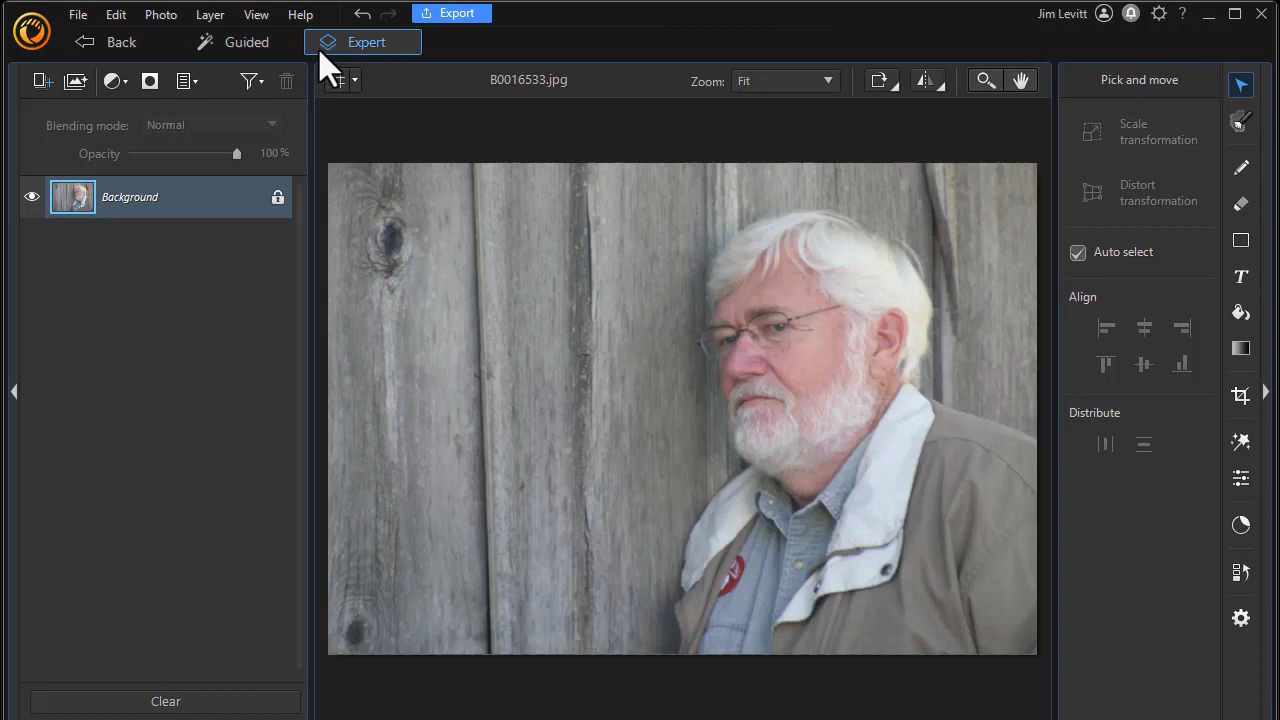 File Edit Photo Layer View Help Export Jim Levitt ?
Back Guided Expert
B0016533.jpg Zoom: Fit Pick and move
Blending mode: Normal
Opacity 100%
Background
Scale
transformation
Distort
transformation
Auto select
Align
T
Distribute
Clear